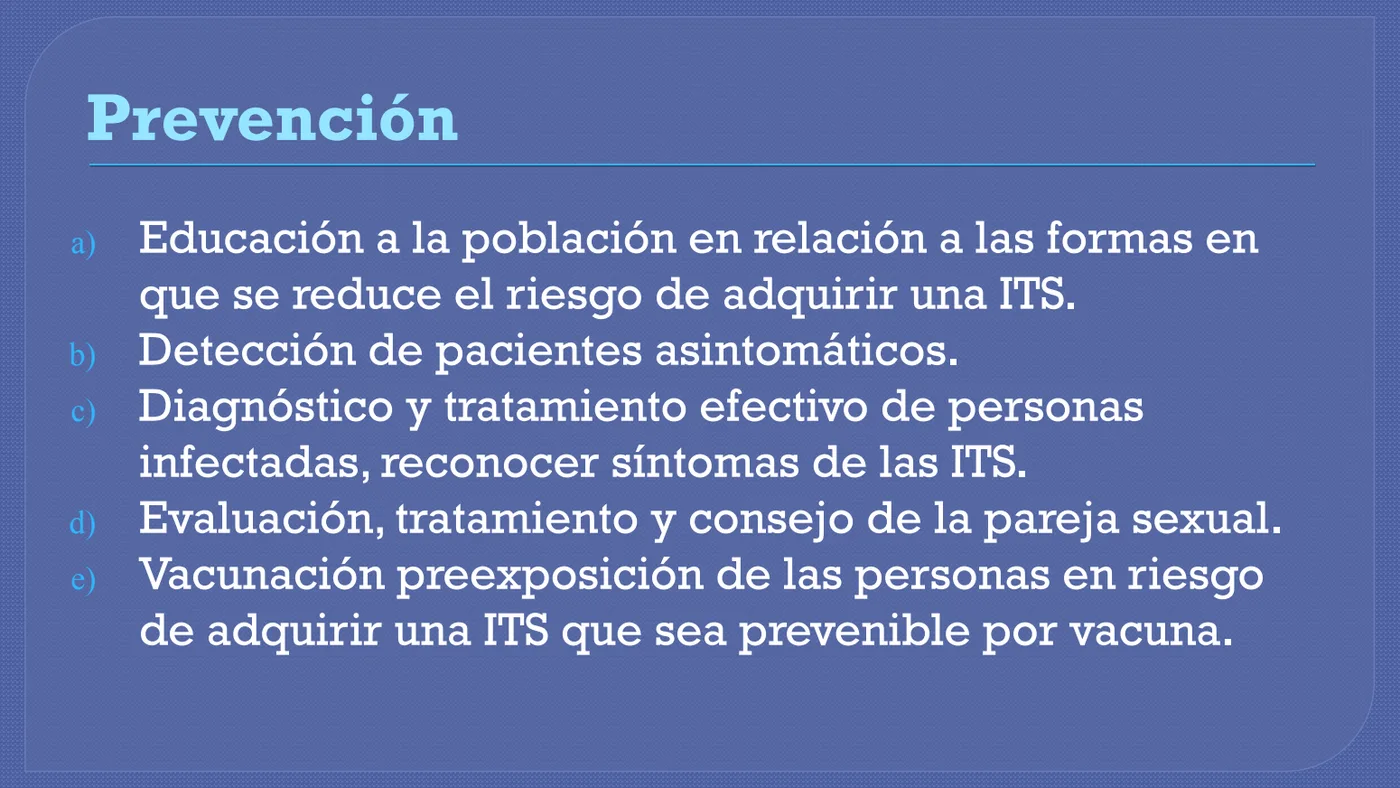 Prevención
a) Educación a la población en relación a las formas en
que se reduce el riesgo de adquirir una ITS.
b) Detección de pacientes asintomáticos.
c) Diagnóstico y tratamiento efectivo de personas
infectadas, reconocer síntomas de las ITS.
d) Evaluación, tratamiento y consejo de la pareja sexual.
e) Vacunación preexposición de las personas en riesgo
de adquirir una ITS que sea prevenible por vacuna.